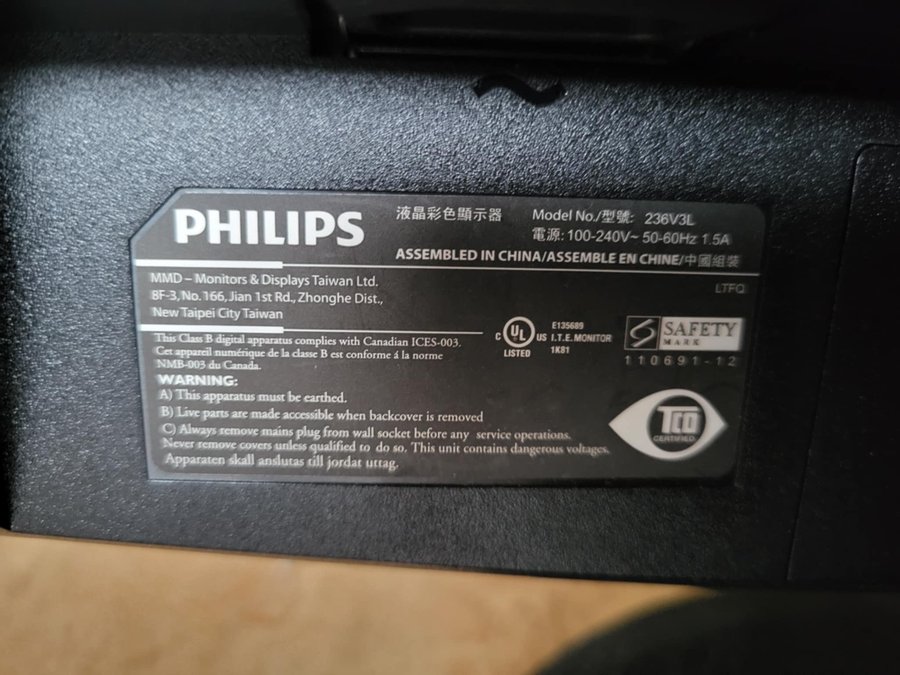 PHILIPS
液晶彩色顯示器
Model No./型號: 236V3L
電源: 100-240V~ 50-60Hz 1.5A
ASSEMBLED IN CHINA/ASSEMBLE EN CHINE/中國組裝
MMD – Monitors & Displays Taiwan Ltd.
8F-3, No. 166, Jian 1st Rd., Zhonghe Dist.,
New Taipei City Taiwan
LTFQ
This Class B digital apparatus complies with Canadian ICES-003.
Cet appareil numérique de la classe B est conforme á la norme
NMB-003 du Canada.
C UL US
LISTED
E135689
I.T.E. MONITOR
1K81
S SAFETY
MARK
110691-12
WARNING:
A) This apparatus must be earthed.
B) Live parts are made accessible when backcover is removed
C) Always remove mains plug from wall socket before any service operations.
Never remove covers unless qualified to do so. This unit contains dangerous voltages.
Apparaten skall anslutas till jordat uttag.
TCO
CERTIFIED